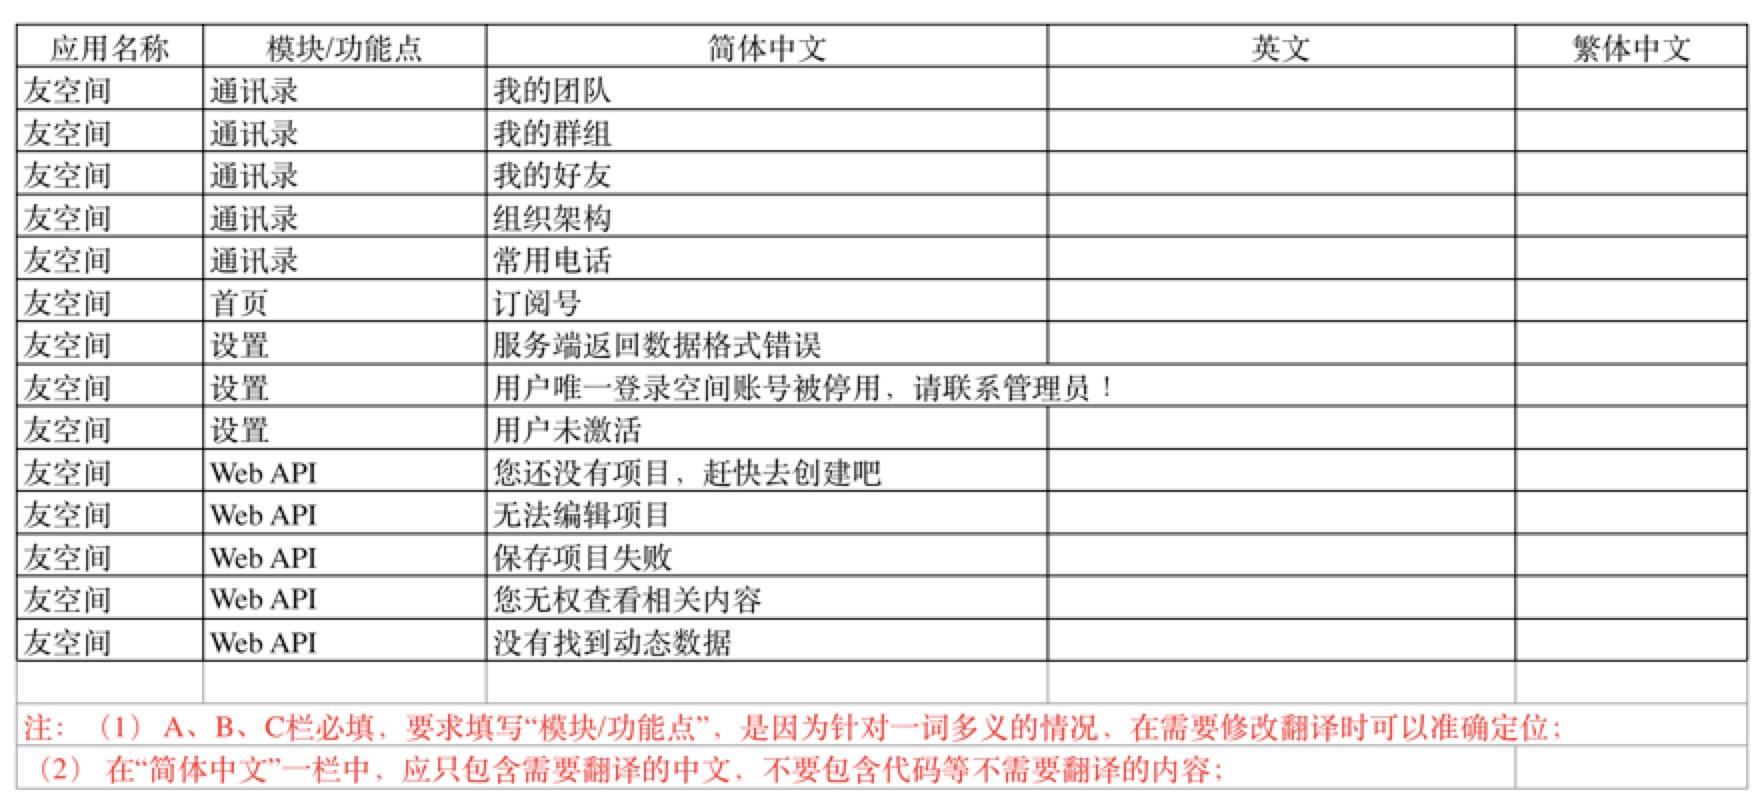 应用名称 模块/功能点 简体中文 英文 繁体中文
友空间 通讯录 我的团队
友空间 通讯录 我的群组
友空间 通讯录 我的好友
友空间 通讯录 组织架构
友空间 通讯录 常用电话
友空间 首页 订阅号
友空间 设置 服务端返回数据格式错误
友空间 设置 用户唯一登录空间账号被停用，请联系管理员！
友空间 设置 用户未激活
友空间 Web API 您还没有项目，赶快去创建吧
友空间 Web API 无法编辑项目
友空间 Web API 保存项目失败
友空间 Web API 您无权查看相关内容
友空间 Web API 没有找到动态数据
注：（1） A、B、C栏必填，要求填写“模块/功能点”，是因为针对一词多义的情况，在需要修改翻译时可以准确定位；
（2） 在“简体中文”一栏中，应只包含需要翻译的中文，不要包含代码等不需要翻译的内容；